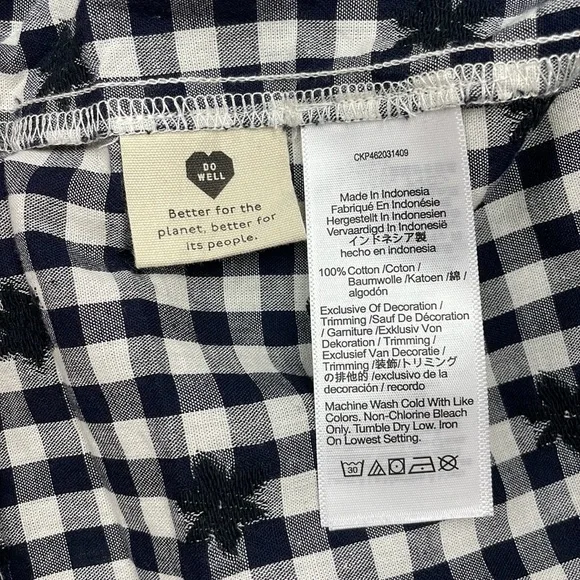 DO
WELL
Better for the
planet, better for
its people.
CKP462031409
Made In Indonesia
Fabriqué En Indonésie
Hergestellt In Indonesien
Vervaardigd In Indonesien
インドネシア製
hecho en indonesia
100% Cotton /Coton /
Baumwolle / Katoen / 綿 /
algodón
Exclusive Of Decoration /
Trimming /Sauf De Décoration
/ Garniture /Exklusiv Von
Dekoration / Trimming /
Exclusief Van Decoratie /
Trimming /装飾/トリミング
の排他的 /exclusivo de la
decoración / recordo
Machine Wash Cold With Like
Colors. Non-Chlorine Bleach
Only. Tumble Dry Low. Iron
On Lowest Setting.
30